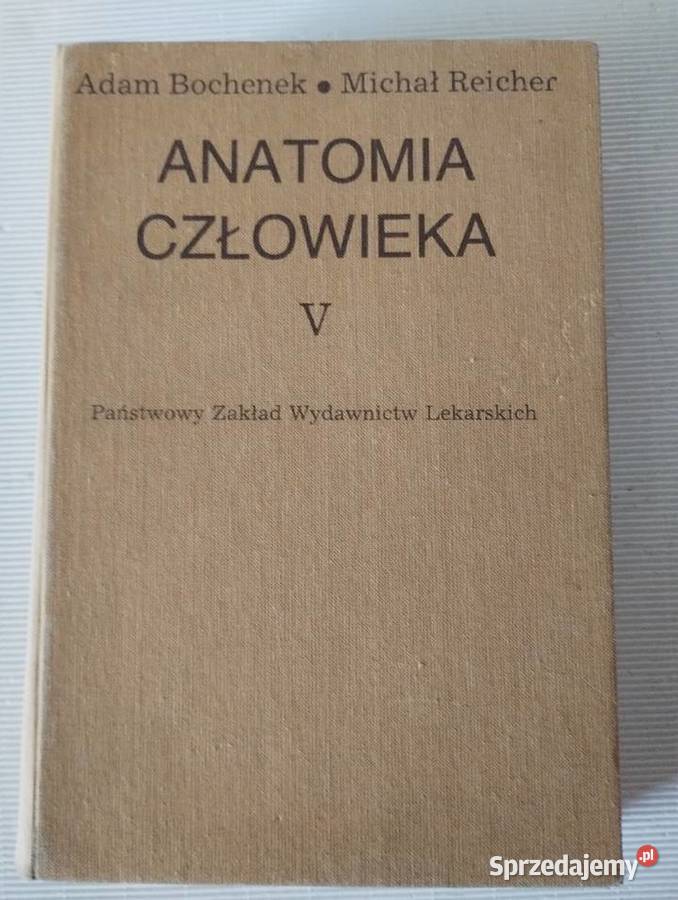 Adam Bochenek • Michał Reicher
ANATOMIA
CZŁOWIEKA
V
Państwowy Zakład Wydawnictw Lekarskich
Sprzedajemy.pl